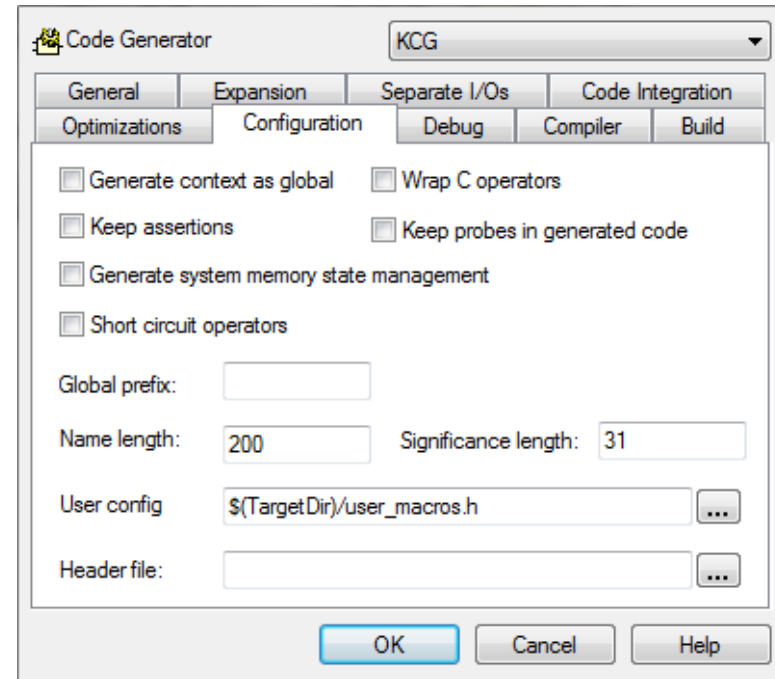 Code Generator KCG
General Expansion Separate I/Os Code Integration
Optimizations Configuration Debug Compiler Build
Generate context as global Wrap C operators
Keep assertions Keep probes in generated code
Generate system memory state management
Short circuit operators
Global prefix:
Name length: 200 Significance length: 31
User config $(TargetDir)/user_macros.h ...
Header file: ...
OK Cancel Help